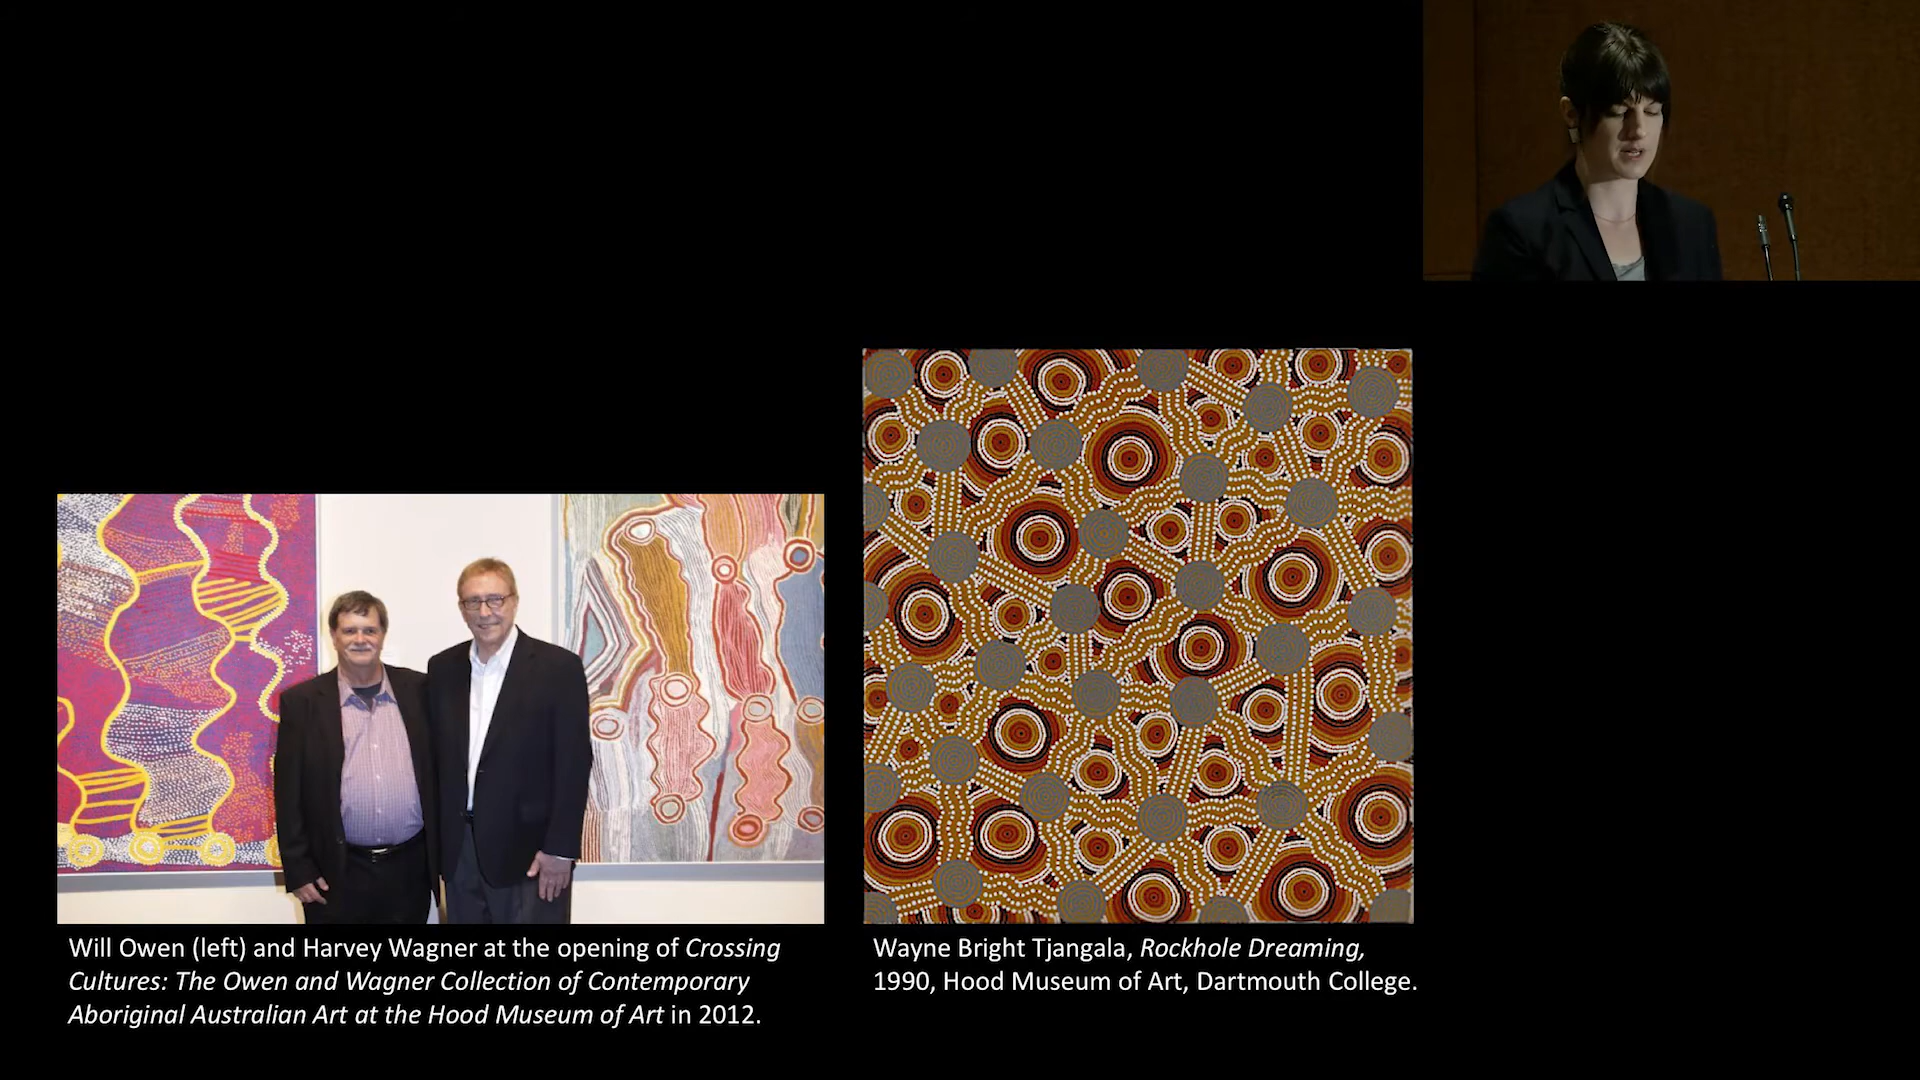 Will Owen (left) and Harvey Wagner at the opening of Crossing
Cultures: The Owen and Wagner Collection of Contemporary
Aboriginal Australian Art at the Hood Museum of Art in 2012.
Wayne Bright Tjangala, Rockhole Dreaming,
1990, Hood Museum of Art, Dartmouth College.